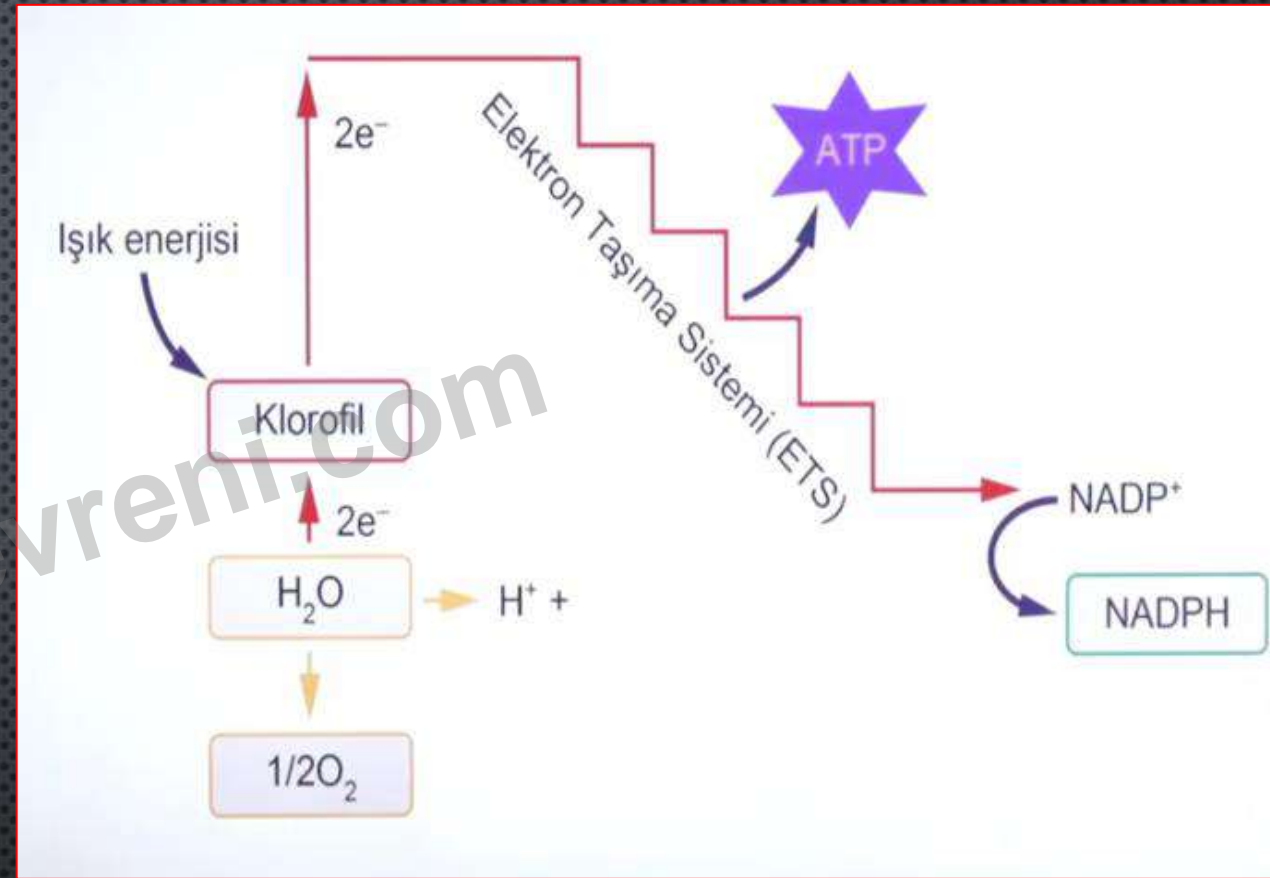 2e⁻
ATP
Işık enerjisi
Elektron Taşıma Sistemi (ETS)
Klorofil
vreni.com
2e⁻
NADP⁺
H₂O
H⁺ +
NADPH
1/2O₂